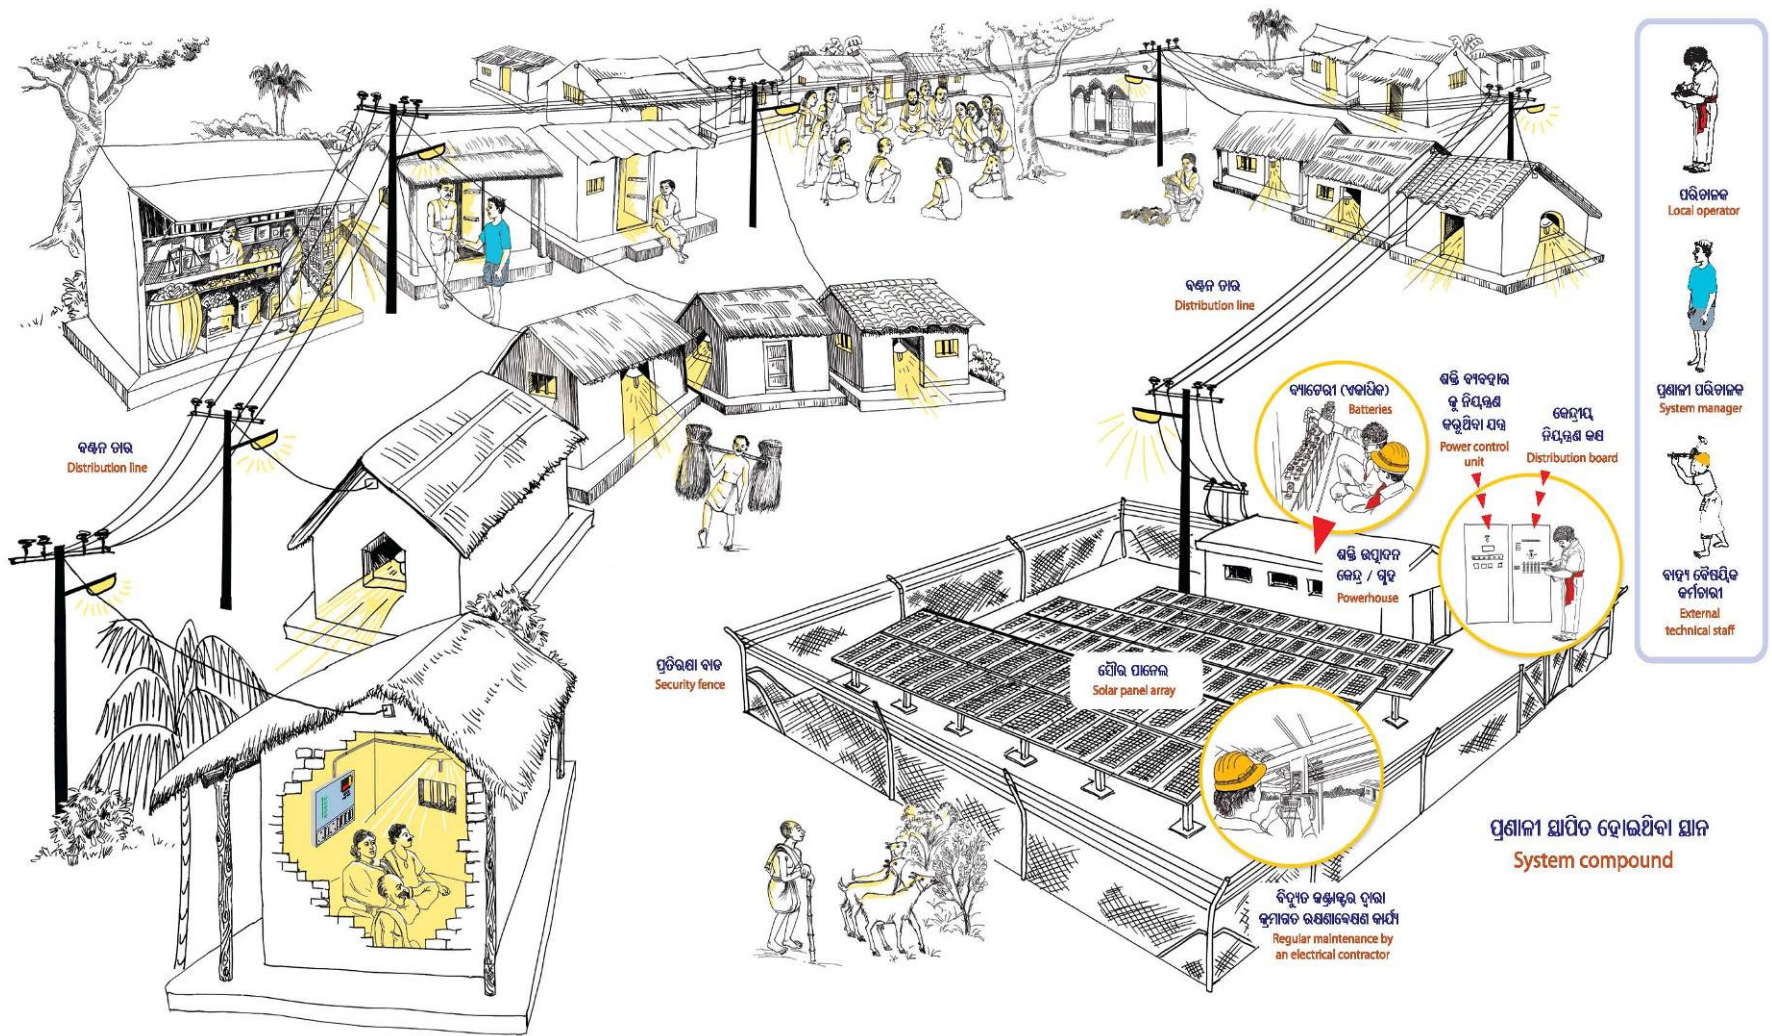 ପରିଚାଳକ
Local operator
ପ୍ରଣାଳୀ ପରିଚାଳକ
System manager
ବାହ୍ୟ ବୈଷୟିକ
କର୍ମଚାରୀ
External
technical staff
ବଣ୍ଟନ ତାର
Distribution line
ବଣ୍ଟନ ତାର
Distribution line
ବ୍ୟାଟେରୀ (ଏକାଧିକ)
Batteries
ଶକ୍ତି ବ୍ୟବହାର
କୁ ନିୟନ୍ତ୍ରଣ
କରୁଥିବା ଯନ୍ତ୍ର
Power control
unit
କେନ୍ଦ୍ରୀୟ
ନିୟନ୍ତ୍ରଣ କକ୍ଷ
Distribution board
ଶକ୍ତି ଉତ୍ପାଦନ
କେନ୍ଦ୍ର / ଗୃହ
Powerhouse
ପ୍ରତିରକ୍ଷା ବାଡ
Security fence
ସୌର ପାନେଲ
Solar panel array
ପ୍ରଣାଳୀ ସ୍ଥାପିତ ହୋଇଥିବା ସ୍ଥାନ
System compound
ବିଦ୍ୟୁତ କଣ୍ଟ୍ରାକ୍ଟର ଦ୍ୱାରା
କ୍ରମାଗତ ରକ୍ଷଣାବେକ୍ଷଣ କାର୍ଯ୍ୟ
Regular maintenance by
an electrical contractor